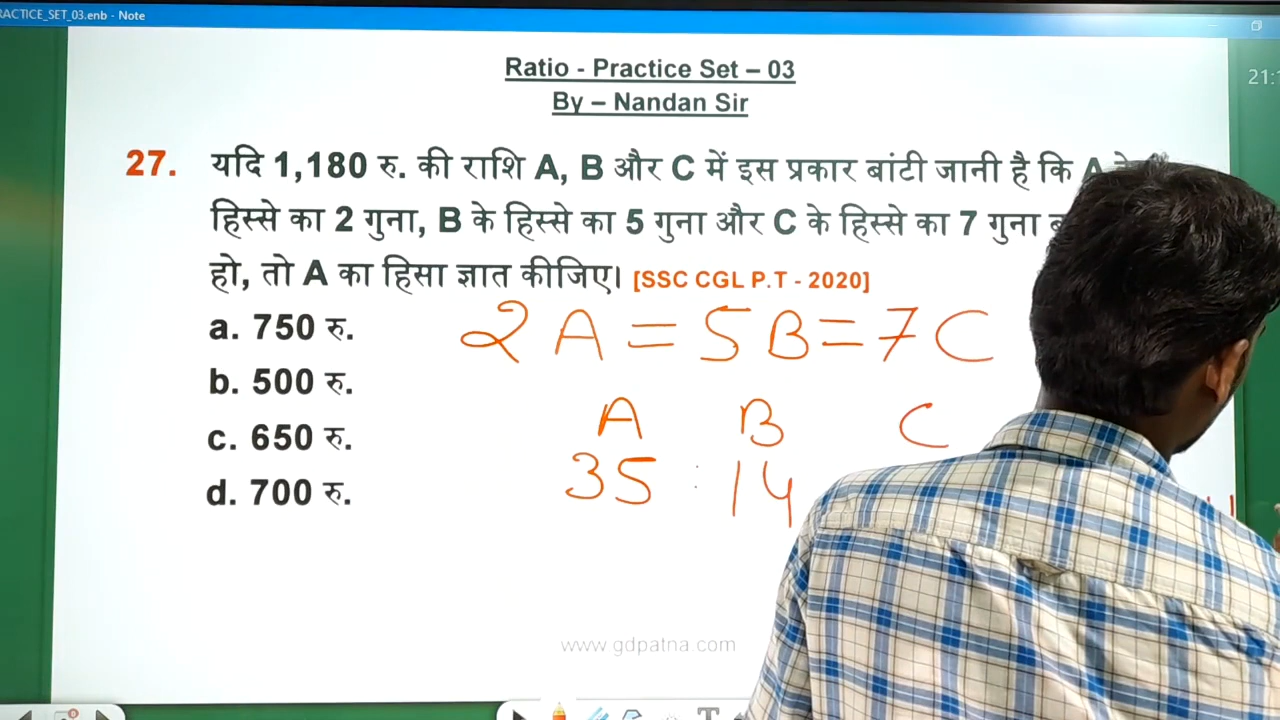 RACTICE_SET_03.enb - Note
Ratio - Practice Set – 03
By – Nandan Sir
21:
27. यदि 1,180 रु. की राशि A, B और C में इस प्रकार बांटी जानी है कि A
हिस्से का 2 गुना, B के हिस्से का 5 गुना और C के हिस्से का 7 गुना
हो, तो A का हिसा ज्ञात कीजिए। [SSC CGL P.T - 2020]
a. 750 रु.
2A = 5B = 7C
b. 500 रु.
A B C
c. 650 रु.
35 : 14
d. 700 रु.
www.gdpatna.com